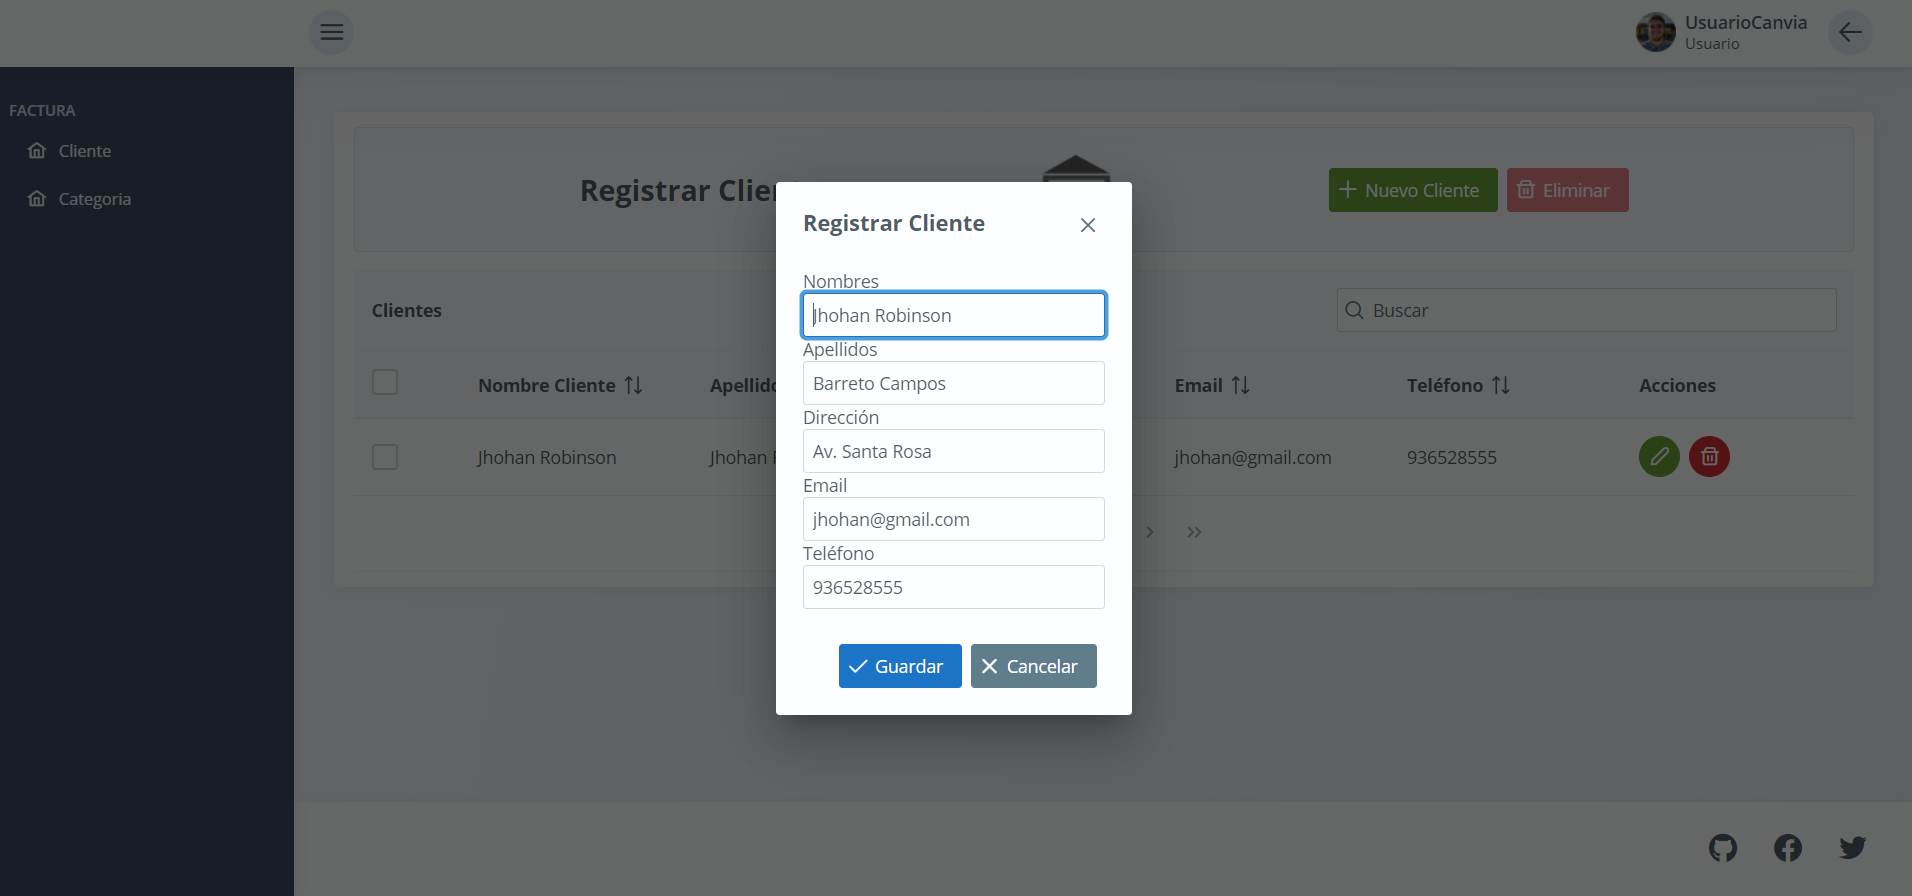 UsuarioCanvia
Usuario
FACTURA
Cliente
Categoria
Registrar
Nuevo Cliente
Eliminar
Clientes
Buscar
Nombre Cliente
Email
Teléfono
Acciones
Jhohan Robinson
Jhohan
jhohan@gmail.com
936528555
Registrar Cliente
Nombres
Jhohan Robinson
Apellidos
Barreto Campos
Dirección
Av. Santa Rosa
Email
jhohan@gmail.com
Teléfono
936528555
Guardar
Cancelar